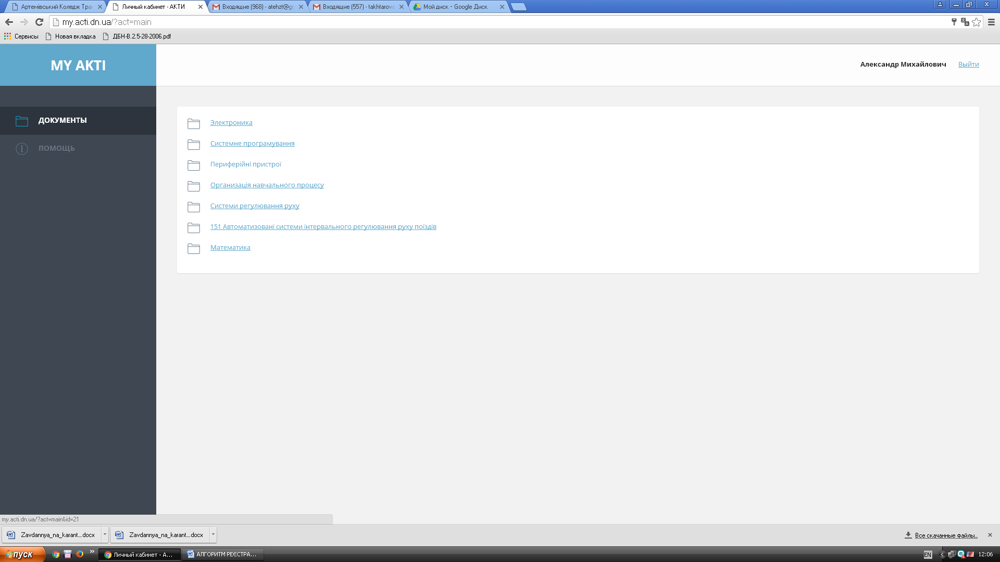 Артемівський Коледж Тра
Личный кабинет - АКТИ
Входящие (968) - atehzt@g
Входящие (557) - takhtarova
Мой диск - Google Диск
my.acti.dn.ua/?act=main
Сервисы
Новая вкладка
ДБН-В.2.5-28-2006.pdf
MY AKTI
Александр Михайлович
Выйти
ДОКУМЕНТЫ
ПОМОЩЬ
Электроника
Системне програмування
Периферійні пристрої
Организація навчального процесу
Системи регулювання руху
151 Автоматизовані системи інтервального регулювання руху поїздів
Математика
my.acti.dn.ua/?act=main&id=21
Zavdannya_na_karant....docx
Zavdannya_na_karant....docx
Все скачанные файлы...
пуск
Личный кабинет - А...
АЛГОРИТМ РЕЄСТРА...
EN
12:06